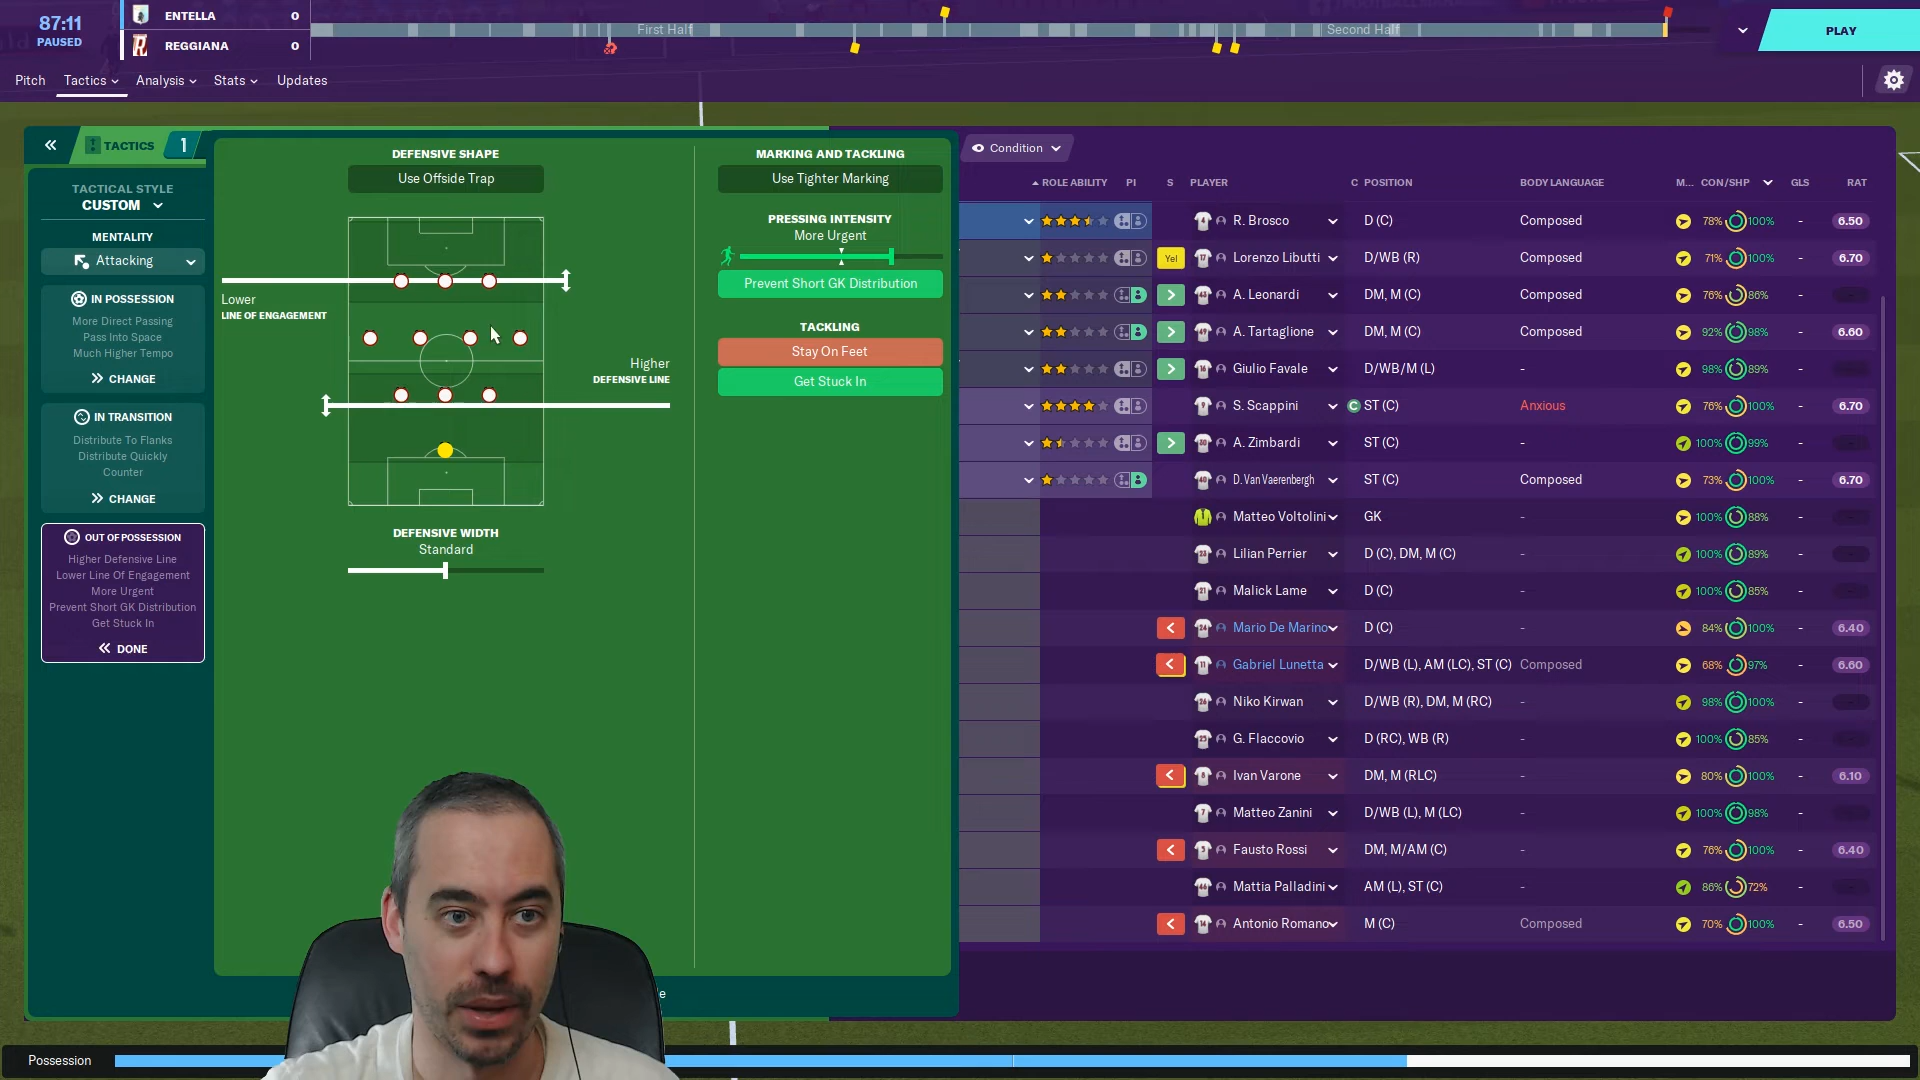 87:11
PAUSED
ENTELLA 0
REGGIANA 0
First Half
Second Half
PLAY
Pitch
Tactics
Analysis
Stats
Updates
TACTICS
1
TACTICAL STYLE
CUSTOM
MENTALITY
Attacking
IN POSSESSION
More Direct Passing
Pass Into Space
Much Higher Tempo
CHANGE
IN TRANSITION
Distribute To Flanks
Distribute Quickly
Counter
CHANGE
OUT OF POSSESSION
Higher Defensive Line
Lower Line Of Engagement
More Urgent
Prevent Short GK Distribution
Get Stuck In
DONE
DEFENSIVE SHAPE
Use Offside Trap
Lower
LINE OF ENGAGEMENT
Higher
DEFENSIVE LINE
DEFENSIVE WIDTH
Standard
MARKING AND TACKLING
Use Tighter Marking
PRESSING INTENSITY
More Urgent
Prevent Short GK Distribution
TACKLING
Stay On Feet
Get Stuck In
Condition
ROLE ABILITY PI S PLAYER C POSITION BODY LANGUAGE M... CON/SHP GLS RAT
R. Brosco D (C) Composed 78% 100% - 6.50
Yel Lorenzo Libutti D/WB (R) Composed 71% 100% - 6.70
A. Leonardi DM, M (C) Composed 76% 86% -
A. Tartaglione DM, M (C) Composed 92% 98% - 6.60
Giulio Favale D/WB/M (L) - 98% 89% -
S. Scappini C ST (C) Anxious 76% 100% - 6.70
A. Zimbardi ST (C) - 100% 99% -
D. Van Vaerenbergh ST (C) Composed 73% 100% - 6.70
Matteo Voltolini GK - 100% 88% -
Lilian Perrier D (C), DM, M (C) - 100% 89% -
Malick Lame D (C) - 100% 85% -
Mario De Marino D (C) - 84% 100% - 6.40
Gabriel Lunetta D/WB (L), AM (LC), ST (C) Composed 68% 97% - 6.60
Niko Kirwan D/WB (R), DM, M (RC) - 98% 100% -
G. Flaccovio D (RC), WB (R) - 100% 85% -
Ivan Varone DM, M (RLC) - 80% 100% - 6.10
Matteo Zanini D/WB (L), M (LC) - 100% 98% -
Fausto Rossi DM, M/AM (C) - 76% 100% - 6.40
Mattia Palladini AM (L), ST (C) - 86% 72% -
Antonio Romano M (C) Composed 70% 100% - 6.50
Possession